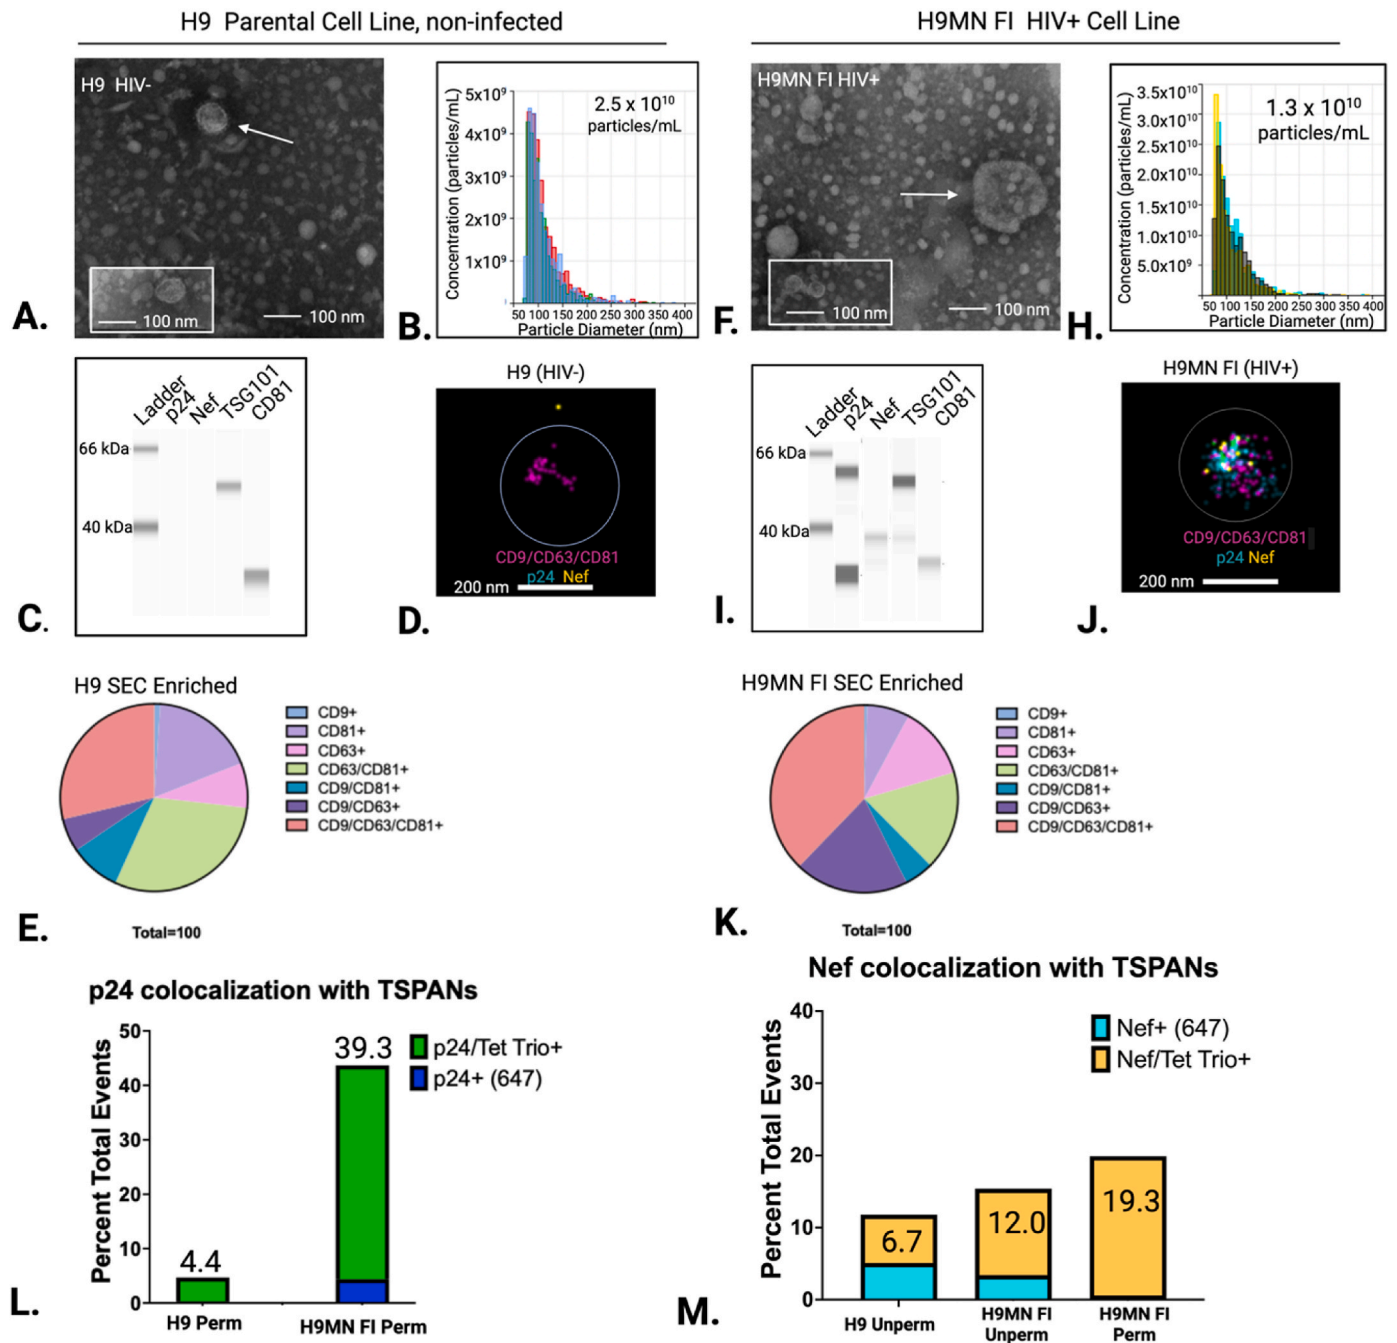 H9 Parental Cell Line, non-infected
H9MN FI HIV+ Cell Line
H9 HIV-
100 nm
100 nm
A.
5x10⁹
4x10⁹
3x10⁹
2x10⁹
1x10⁹
Concentration (particles/mL)
2.5 x 10¹⁰
particles/mL
50 100 150 200 250 300 350 400
Particle Diameter (nm)
B.
H9MN FI HIV+
100 nm
100 nm
F.
3.5x10¹⁰
3.0x10¹⁰
2.5x10¹⁰
2.0x10¹⁰
1.5x10¹⁰
1.0x10¹⁰
5.0x10⁹
Concentration (particles/mL)
1.3 x 10¹⁰
particles/mL
50 100 150 200 250 300 350 400
Particle Diameter (nm)
H.
Ladder
p24
Nef
TSG101
CD81
66 kDa
40 kDa
C.
H9 (HIV-)
CD9/CD63/CD81
p24 Nef
200 nm
D.
Ladder
p24
Nef
TSG101
CD81
66 kDa
40 kDa
I.
H9MN FI (HIV+)
CD9/CD63/CD81
p24 Nef
200 nm
J.
H9 SEC Enriched
CD9+
CD81+
CD63+
CD63/CD81+
CD9/CD81+
CD9/CD63+
CD9/CD63/CD81+
Total=100
E.
H9MN FI SEC Enriched
CD9+
CD81+
CD63+
CD63/CD81+
CD9/CD81+
CD9/CD63+
CD9/CD63/CD81+
Total=100
K.
p24 colocalization with TSPANs
Percent Total Events
50
40
30
20
10
0
4.4
39.3
p24/Tet Trio+
p24+ (647)
H9 Perm
H9MN FI Perm
L.
Nef colocalization with TSPANs
Percent Total Events
40
30
20
10
0
Nef+ (647)
Nef/Tet Trio+
6.7
12.0
19.3
H9 Unperm
H9MN FI
Unperm
H9MN FI
Perm
M.